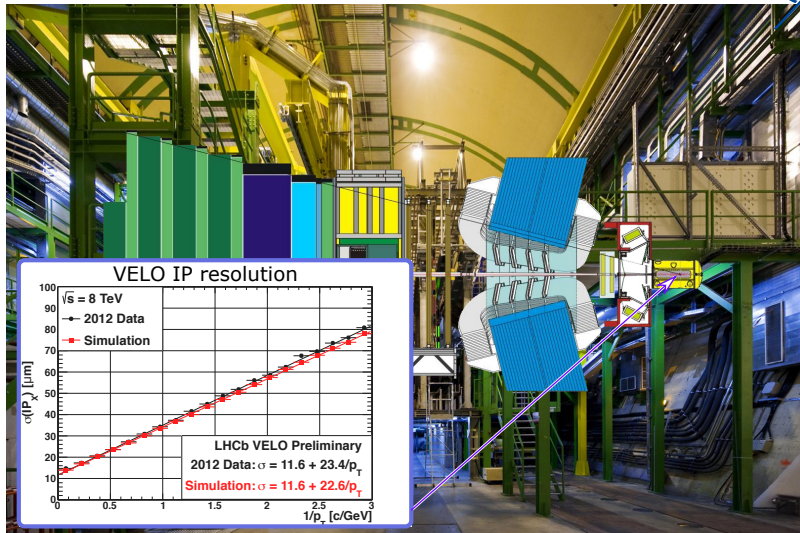 VELO IP resolution
√s = 8 TeV
2012 Data
Simulation
σ(IPₓ) [μm]
100
90
80
70
60
50
40
30
20
10
0
LHCb VELO Preliminary
2012 Data: σ = 11.6 + 23.4/p_T
Simulation: σ = 11.6 + 22.6/p_T
0 0.5 1 1.5 2 2.5 3
1/p_T [c/GeV]